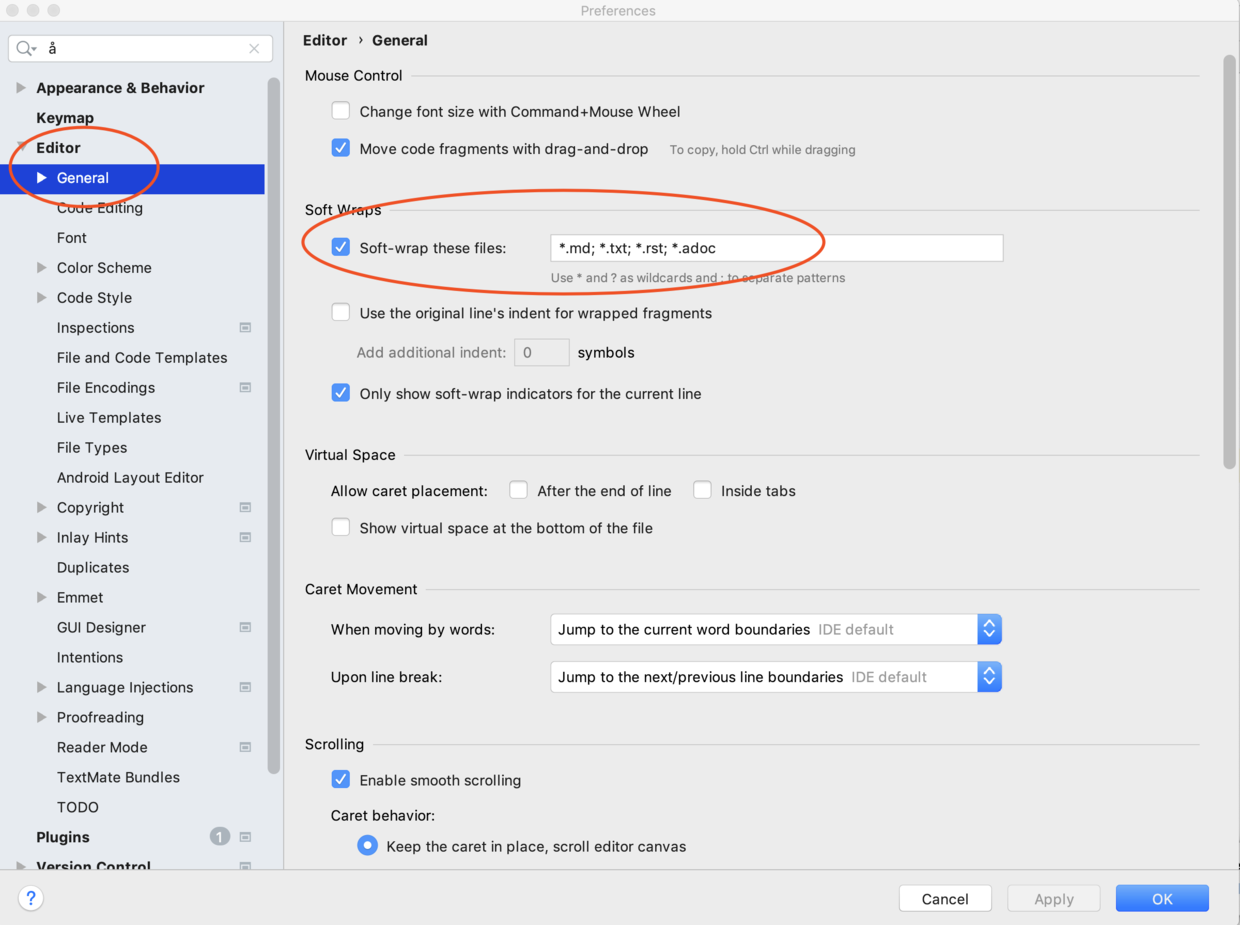 Preferences
å
Appearance & Behavior
Keymap
Editor
General
Code Editing
Font
Color Scheme
Code Style
Inspections
File and Code Templates
File Encodings
Live Templates
File Types
Android Layout Editor
Copyright
Inlay Hints
Duplicates
Emmet
GUI Designer
Intentions
Language Injections
Proofreading
Reader Mode
TextMate Bundles
TODO
Plugins 1
Version Control
Editor › General
Mouse Control
Change font size with Command+Mouse Wheel
Move code fragments with drag-and-drop To copy, hold Ctrl while dragging
Soft Wraps
Soft-wrap these files: *.md; *.txt; *.rst; *.adoc
Use * and ? as wildcards and ; to separate patterns
Use the original line's indent for wrapped fragments
Add additional indent: 0 symbols
Only show soft-wrap indicators for the current line
Virtual Space
Allow caret placement: After the end of line Inside tabs
Show virtual space at the bottom of the file
Caret Movement
When moving by words: Jump to the current word boundaries IDE default
Upon line break: Jump to the next/previous line boundaries IDE default
Scrolling
Enable smooth scrolling
Caret behavior:
Keep the caret in place, scroll editor canvas
? Cancel Apply OK